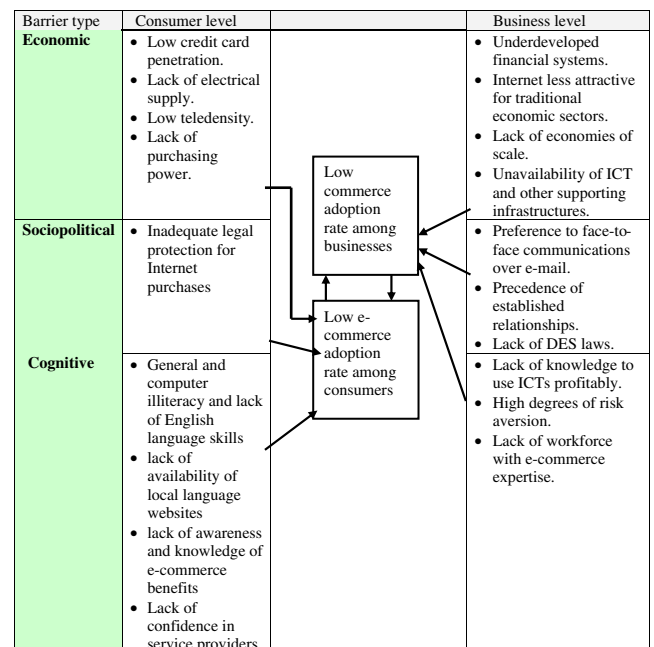 Barrier type
Consumer level
Business level
Economic
• Low credit card
penetration.
• Lack of electrical
supply.
• Low teledensity.
• Lack of
purchasing
power.
Low
commerce
adoption
rate among
businesses
• Underdeveloped
financial systems.
• Internet less attractive
for traditional
economic sectors.
• Lack of economies of
scale.
• Unavailability of ICT
and other supporting
infrastructures.
Sociopolitical
• Inadequate legal
protection for
Internet
purchases
Low e-
commerce
adoption
rate among
consumers
• Preference to face-to-
face communications
over e-mail.
• Precedence of
established
relationships.
• Lack of DES laws.
Cognitive
• General and
computer
illiteracy and lack
of English
language skills
• lack of
availability of
local language
websites
• lack of awareness
and knowledge of
e-commerce
benefits
• Lack of
confidence in
service providers
• Lack of knowledge to
use ICTs profitably.
• High degrees of risk
aversion.
• Lack of workforce
with e-commerce
expertise.